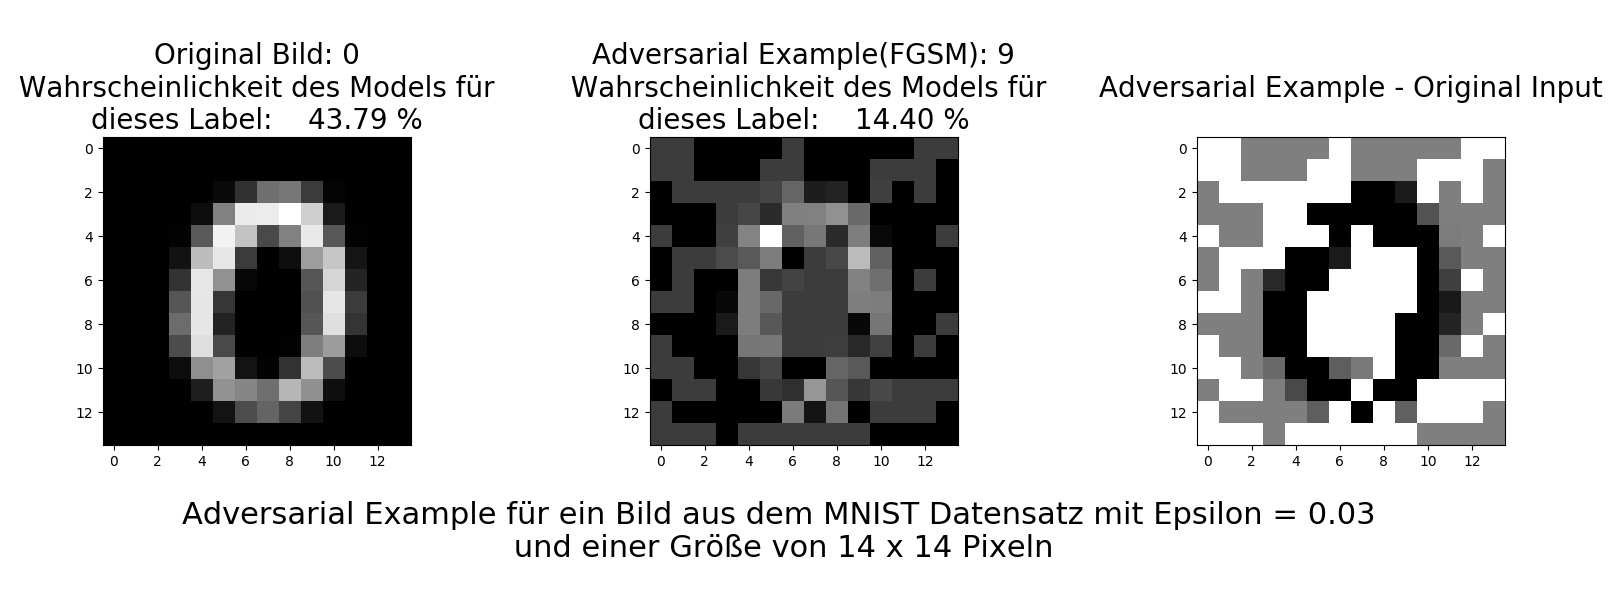 Original Bild: 0
Wahrscheinlichkeit des Models für
dieses Label:    43.79 %
0
2
4
6
8
10
12
0 2 4 6 8 10 12
Adversarial Example(FGSM): 9
Wahrscheinlichkeit des Models für
dieses Label:    14.40 %
0
2
4
6
8
10
12
0 2 4 6 8 10 12
Adversarial Example - Original Input
0
2
4
6
8
10
12
0 2 4 6 8 10 12
Adversarial Example für ein Bild aus dem MNIST Datensatz mit Epsilon = 0.03
und einer Größe von 14 x 14 Pixeln